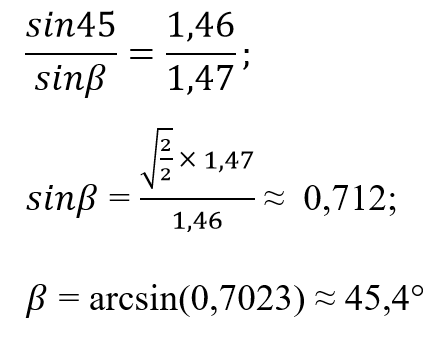 sin45/sinβ = 1,46/1,47;
sinβ = (√(2/2) × 1,47)/1,46 ≈ 0,712;
β = arcsin(0,7023) ≈ 45,4°